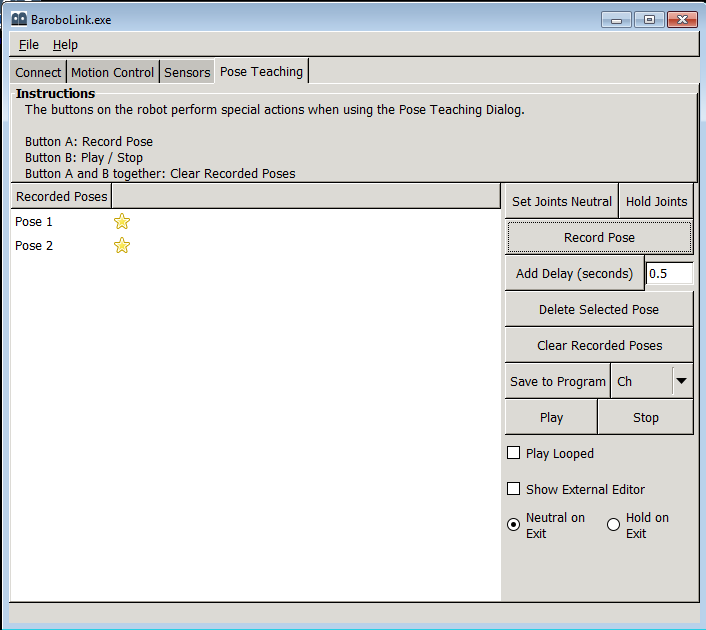 BaroboLink.exe
File Help
Connect Motion Control Sensors Pose Teaching
Instructions
The buttons on the robot perform special actions when using the Pose Teaching Dialog.
Button A: Record Pose
Button B: Play / Stop
Button A and B together: Clear Recorded Poses
Recorded Poses
Pose 1
Pose 2
Set Joints Neutral Hold Joints
Record Pose
Add Delay (seconds) 0.5
Delete Selected Pose
Clear Recorded Poses
Save to Program Ch
Play Stop
Play Looped
Show External Editor
Neutral on Hold on
Exit Exit